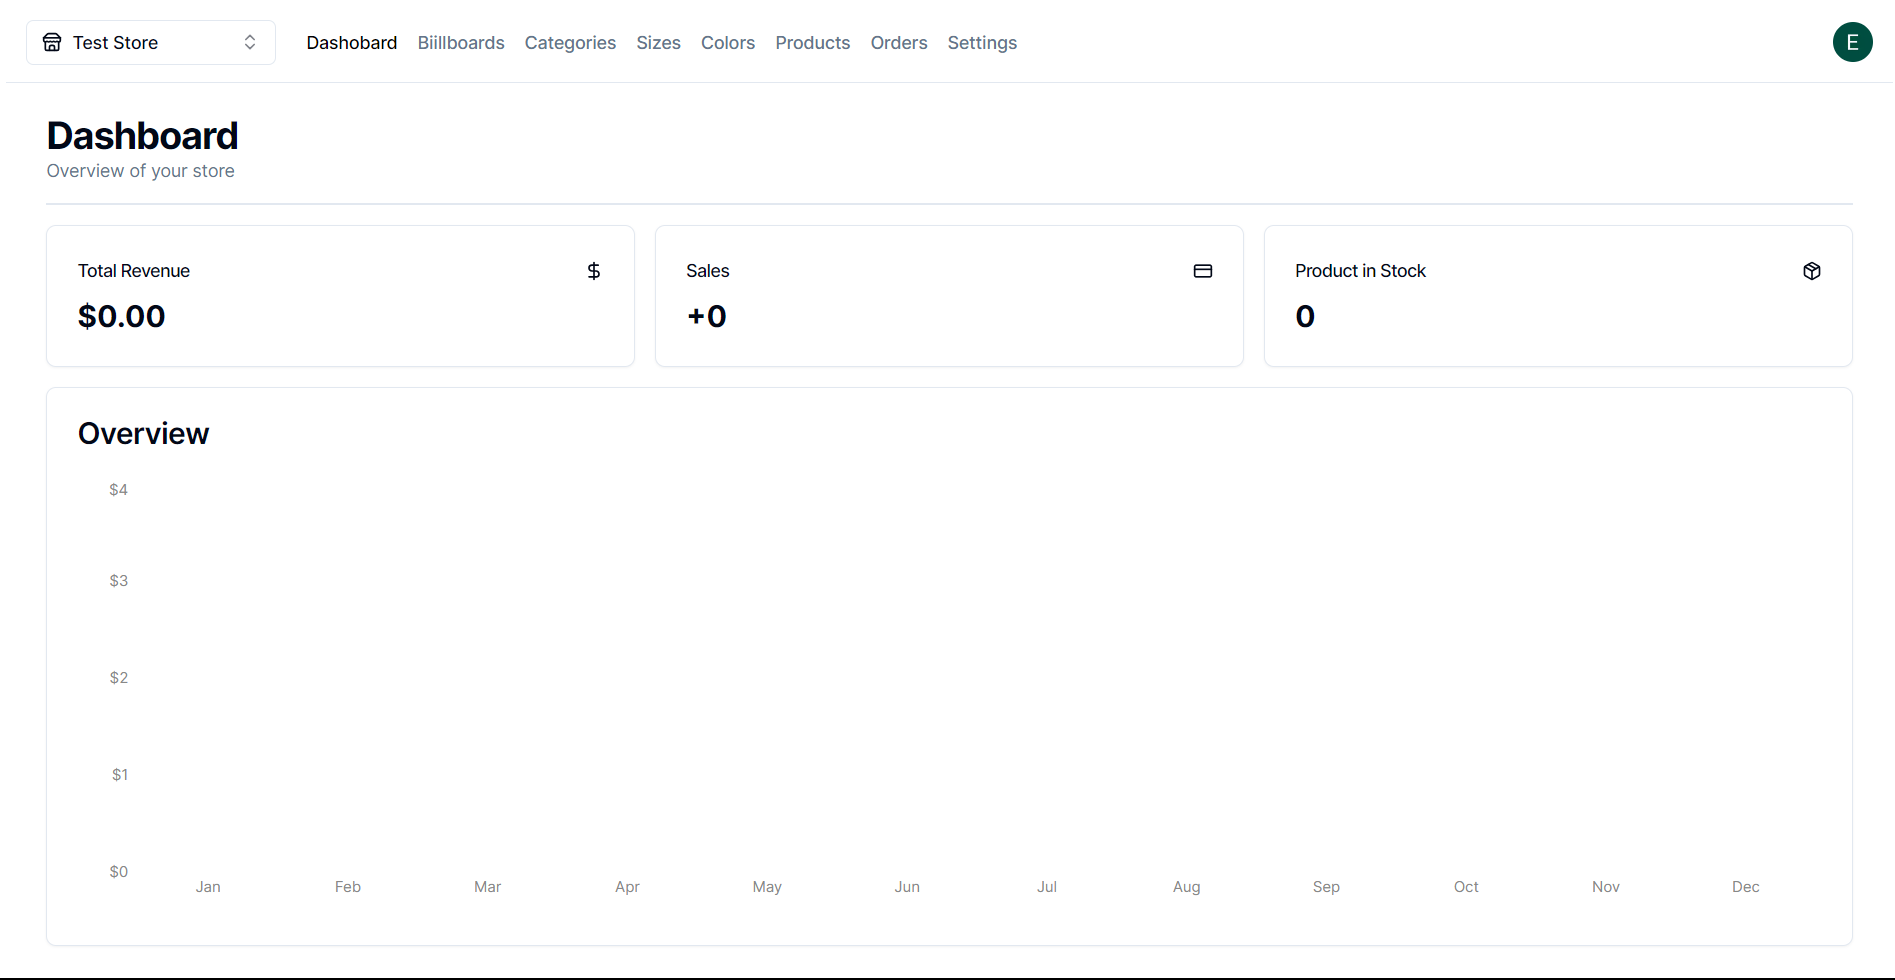 Test Store
Dashobard Biillboards Categories Sizes Colors Products Orders Settings
E
Dashboard
Overview of your store
Total Revenue
$0.00
Sales
+0
Product in Stock
0
Overview
$4
$3
$2
$1
$0
Jan Feb Mar Apr May Jun Jul Aug Sep Oct Nov Dec